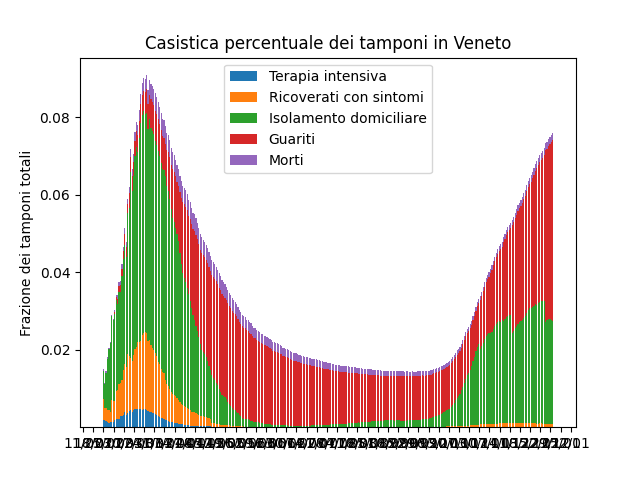 Casistica percentuale dei tamponi in Veneto
Terapia intensiva
Ricoverati con sintomi
Isolamento domiciliare
Guariti
Morti
Frazione dei tamponi totali
0.08
0.06
0.04
0.02